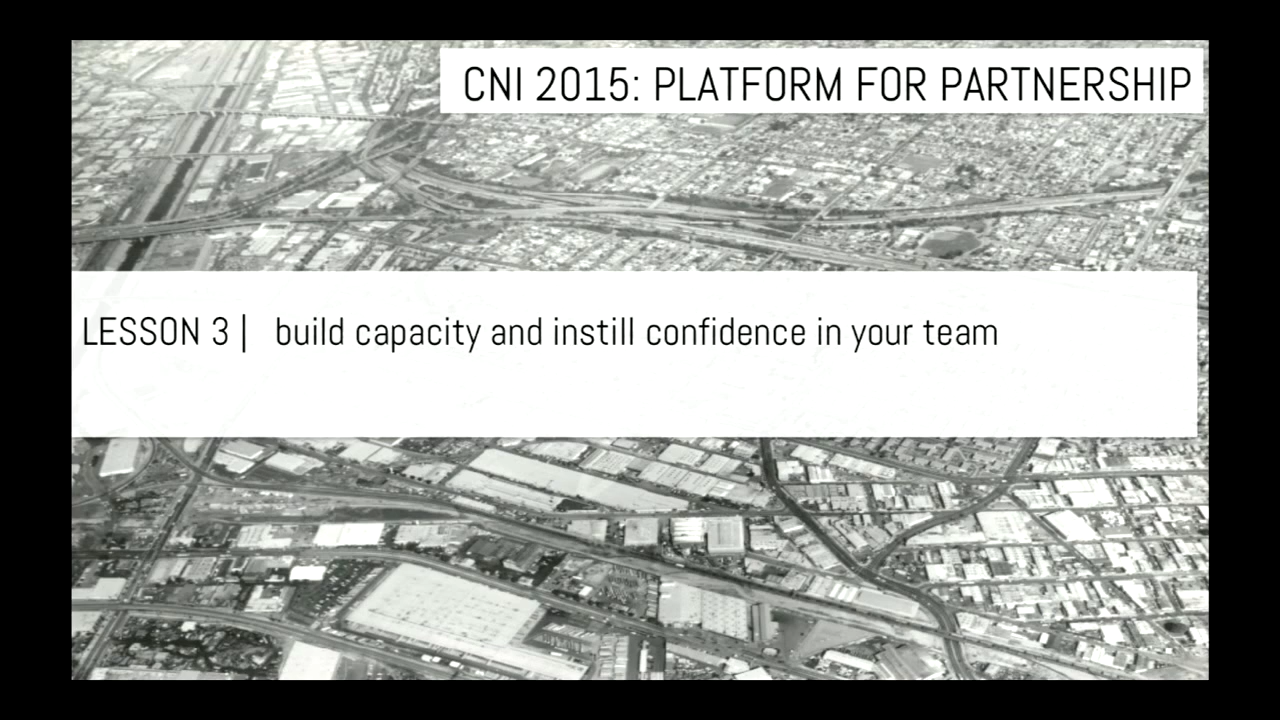 CNI 2015: PLATFORM FOR PARTNERSHIP
LESSON 3 | build capacity and instill confidence in your team